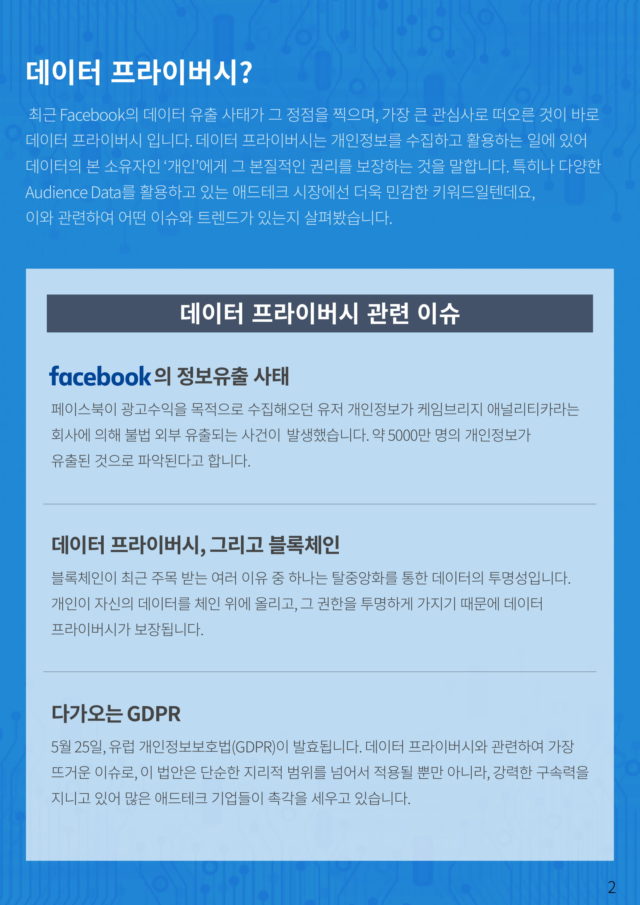 데이터 프라이버시?
최근 Facebook의 데이터 유출 사태가 그 정점을 찍으며, 가장 큰 관심사로 떠오른 것이 바로
데이터 프라이버시 입니다. 데이터 프라이버시는 개인정보를 수집하고 활용하는 일에 있어
데이터의 본 소유자인 ‘개인’에게 그 본질적인 권리를 보장하는 것을 말합니다. 특히나 다양한
Audience Data를 활용하고 있는 애드테크 시장에선 더욱 민감한 키워드일텐데요,
이와 관련하여 어떤 이슈와 트렌드가 있는지 살펴봤습니다.
데이터 프라이버시 관련 이슈
facebook의 정보유출 사태
페이스북이 광고수익을 목적으로 수집해오던 유저 개인정보가 케임브리지 애널리티카라는
회사에 의해 불법 외부 유출되는 사건이 발생했습니다. 약 5000만 명의 개인정보가
유출된 것으로 파악된다고 합니다.
데이터 프라이버시, 그리고 블록체인
블록체인이 최근 주목 받는 여러 이유 중 하나는 탈중앙화를 통한 데이터의 투명성입니다.
개인이 자신의 데이터를 체인 위에 올리고, 그 권한을 투명하게 가지기 때문에 데이터
프라이버시가 보장됩니다.
다가오는 GDPR
5월 25일, 유럽 개인정보보호법(GDPR)이 발효됩니다. 데이터 프라이버시와 관련하여 가장
뜨거운 이슈로, 이 법안은 단순한 지리적 범위를 넘어서 적용될 뿐만 아니라, 강력한 구속력을
지니고 있어 많은 애드테크 기업들이 촉각을 세우고 있습니다.
2